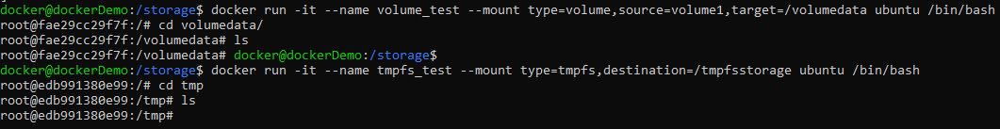 docker@dockerDemo:/storage$ docker run -it --name volume_test --mount type=volume,source=volume1,target=/volumedata ubuntu /bin/bash
root@fae29cc29f7f:/# cd volumedata/
root@fae29cc29f7f:/volumedata# ls
root@fae29cc29f7f:/volumedata# docker@dockerDemo:/storage$
docker@dockerDemo:/storage$ docker run -it --name tmpfs_test --mount type=tmpfs,destination=/tmpfsstorage ubuntu /bin/bash
root@edb991380e99:/# cd tmp
root@edb991380e99:/tmp# ls
root@edb991380e99:/tmp#